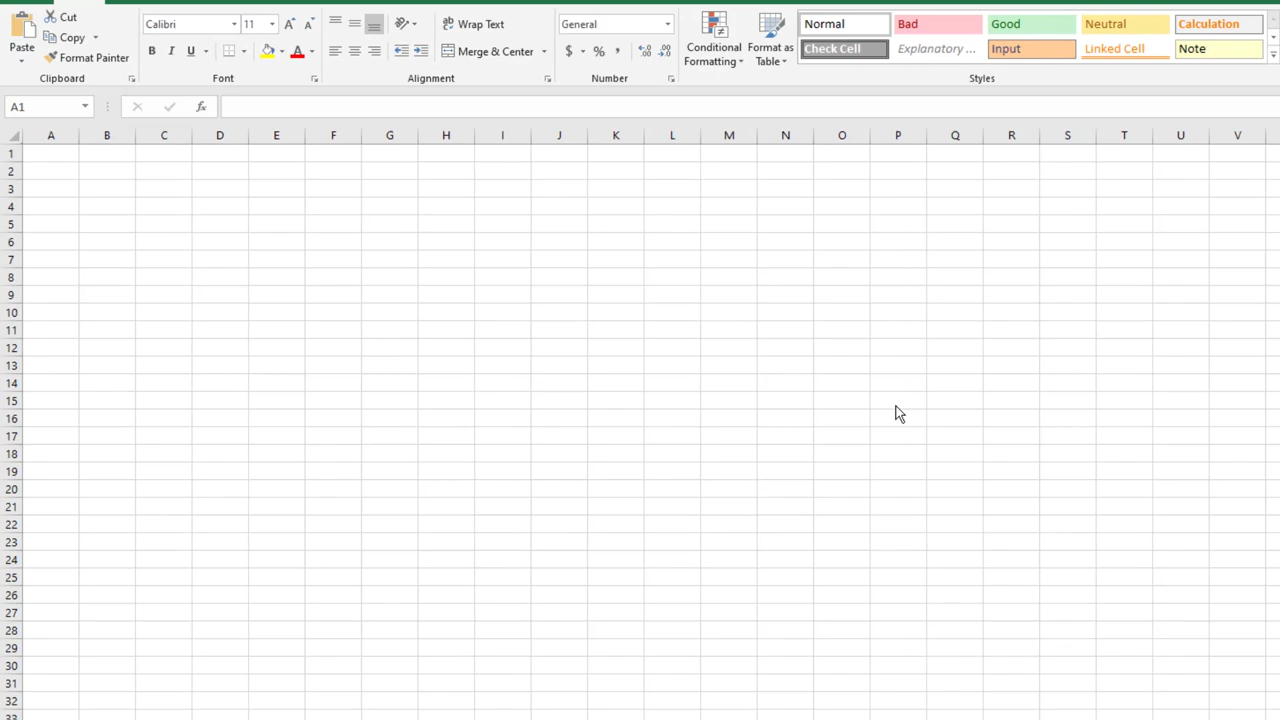 Cut
Calibri 11
Wrap Text
General
Normal Bad Good Neutral Calculation
Paste
Copy
B I U
Merge & Center
$ % ,
Conditional Formatting
Format as Table
Check Cell Explanatory ... Input Linked Cell Note
Format Painter
Clipboard Font Alignment Number Styles
A1 fx
A B C D E F G H I J K L M N O P Q R S T U V
1
2
3
4
5
6
7
8
9
10
11
12
13
14
15
16
17
18
19
20
21
22
23
24
25
26
27
28
29
30
31
32
33